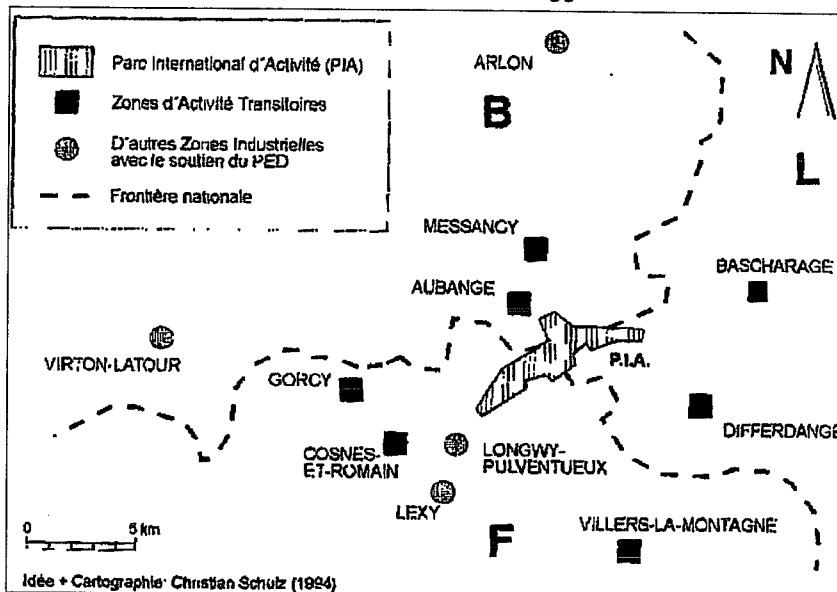 Parc International d'Activité (PIA)
Zones d'Activité Transitoires
D'autres Zones Industrielles
avec le soutien du PED
Frontière nationale
ARLON
B
N
L
MESSANCY
AUBANGE
BASCHARAGE
VIRTON-LATOUR
P.I.A.
GORCY
DIFFERDANGE
COSNES-
ET-ROMAIN
LONGWY-
PULVENTUEUX
LEXY
F
VILLERS-LA-MONTAGNE
0
5 km
Idée + Cartographie: Christian Schulz (1994)